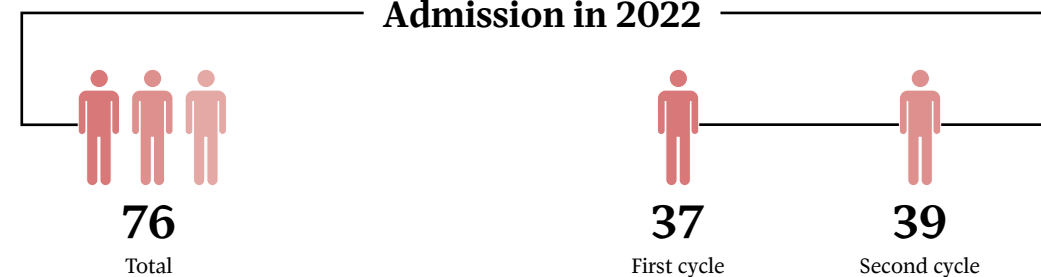 Admission in 2022
76
Total
37
First cycle
39
Second cycle